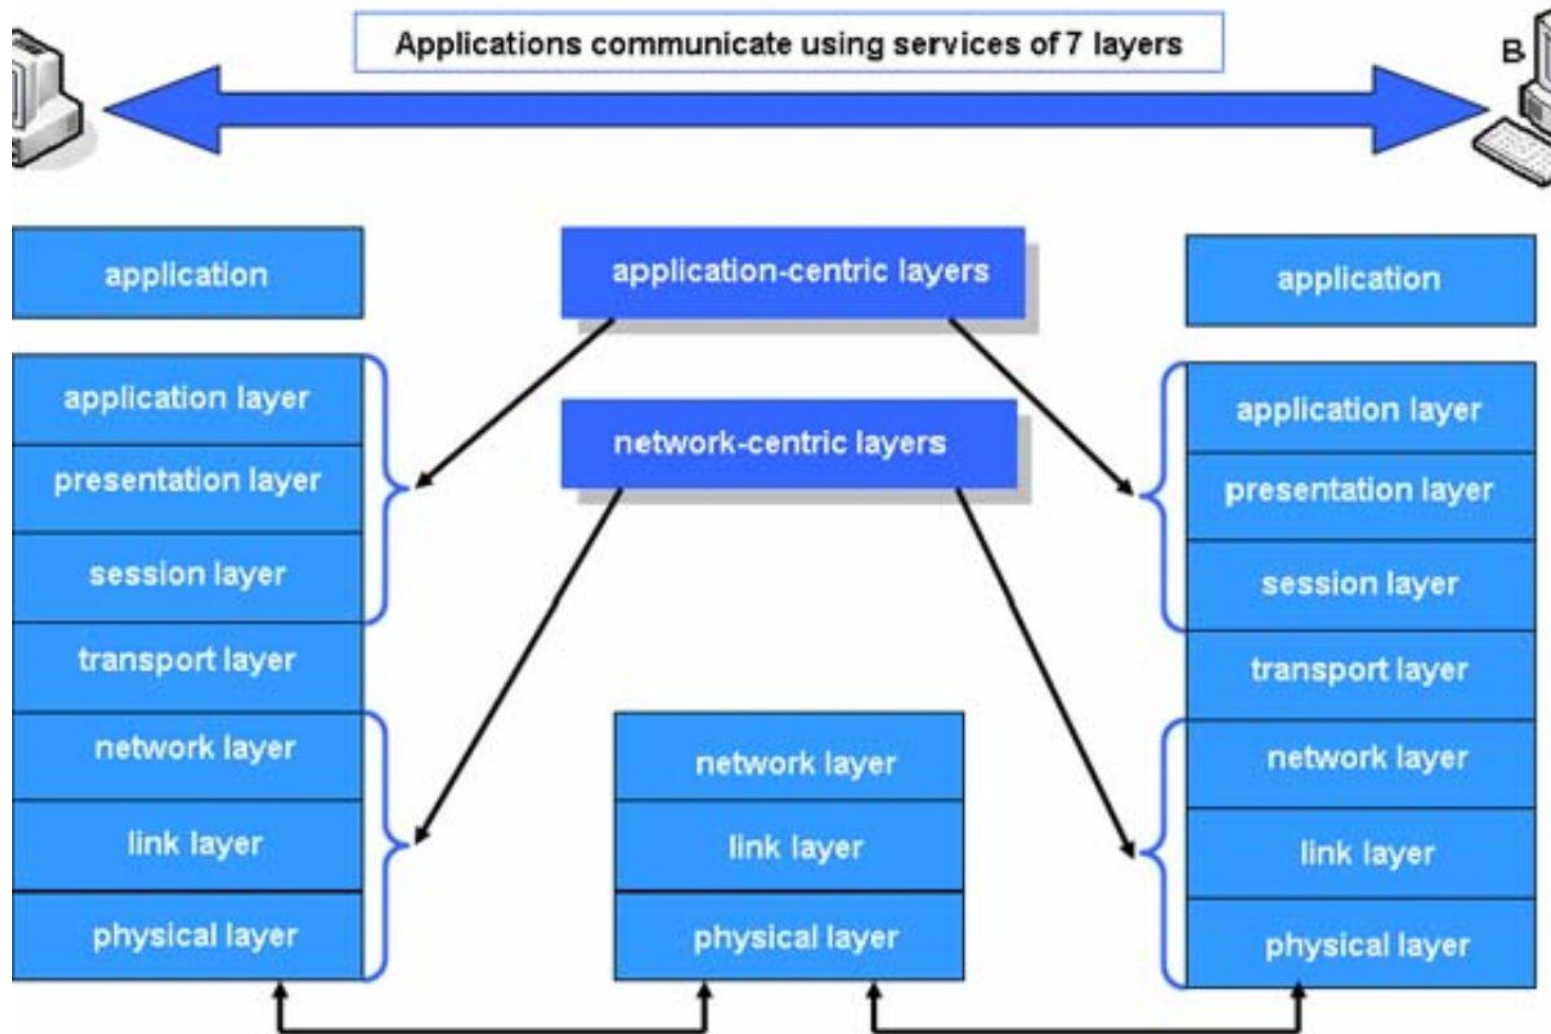 Applications communicate using services of 7 layers
B
application
application layer
presentation layer
session layer
transport layer
network layer
link layer
physical layer
application-centric layers
network-centric layers
network layer
link layer
physical layer
application
application layer
presentation layer
session layer
transport layer
network layer
link layer
physical layer